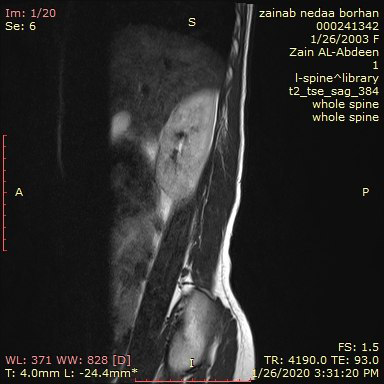 Im: 1/20
Se: 6
S
zainab nedaa borhan
000241342
1/26/2003 F
Zain AL-Abdeen
1
l-spine^library
t2_tse_sag_384
whole spine
whole spine
A
P
WL: 371 WW: 828 [D]
T: 4.0mm L: -24.4mm*
I
FS: 1.5
TR: 4190.0 TE: 93.0
1/26/2020 3:31:20 PM